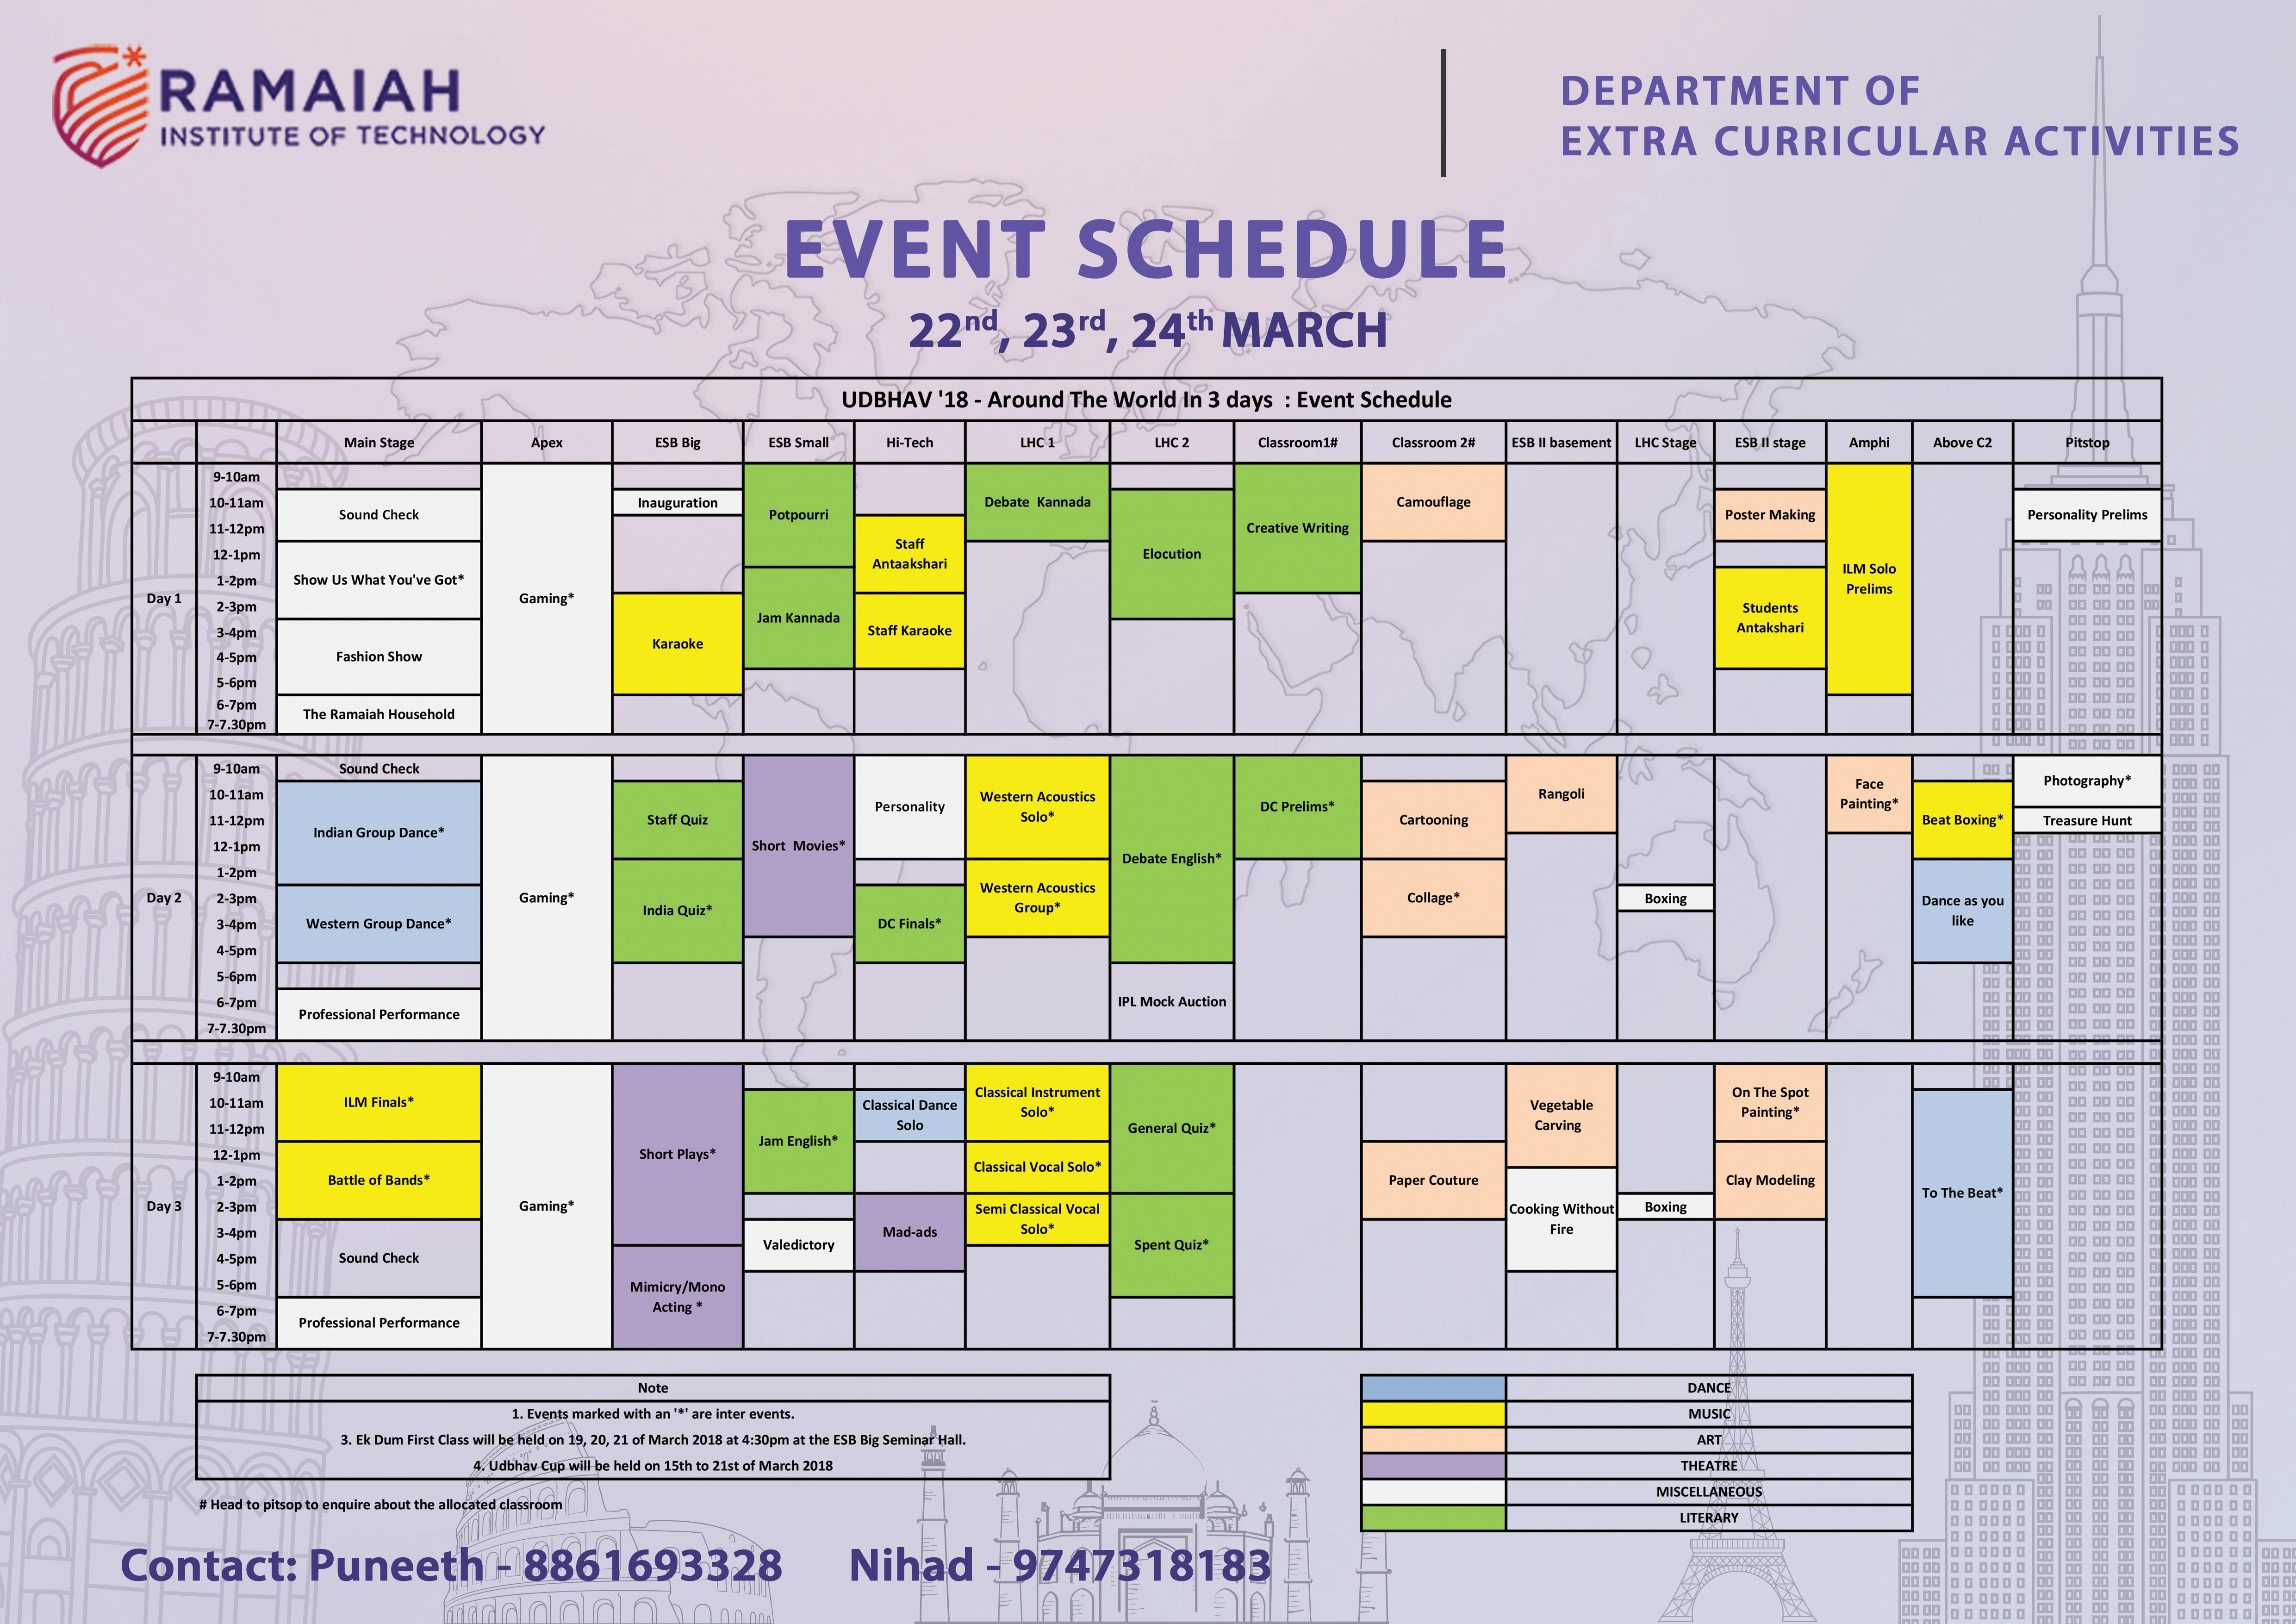 RAMAIAH
INSTITUTE OF TECHNOLOGY
DEPARTMENT OF
EXTRA CURRICULAR ACTIVITIES
EVENT SCHEDULE
22nd, 23rd, 24th MARCH
UDBHAV '18 - Around The World In 3 days : Event Schedule
Main Stage
Apex
ESB Big
ESB Small
Hi-Tech
LHC 1
LHC 2
Classroom1#
Classroom 2#
ESB II basement
LHC Stage
ESB II stage
Amphi
Above C2
Pitstop
Day 1
9-10am
10-11am
11-12pm
12-1pm
1-2pm
2-3pm
3-4pm
4-5pm
5-6pm
6-7pm
7-7.30pm
Sound Check
Show Us What You've Got*
Fashion Show
The Ramaiah Household
Gaming*
Inauguration
Karaoke
Potpourri
Jam Kannada
Staff
Antaakshari
Staff Karaoke
Debate Kannada
Elocution
Creative Writing
Camouflage
Poster Making
Students
Antakshari
ILM Solo
Prelims
Personality Prelims
Day 2
9-10am
10-11am
11-12pm
12-1pm
1-2pm
2-3pm
3-4pm
4-5pm
5-6pm
6-7pm
7-7.30pm
Sound Check
Indian Group Dance*
Western Group Dance*
Professional Performance
Gaming*
Staff Quiz
India Quiz*
Short Movies*
Personality
DC Finals*
Western Acoustics
Solo*
Western Acoustics
Group*
Debate English*
IPL Mock Auction
DC Prelims*
Cartooning
Collage*
Rangoli
Boxing
Face
Painting*
Beat Boxing*
Dance as you
like
Photography*
Treasure Hunt
Day 3
9-10am
10-11am
11-12pm
12-1pm
1-2pm
2-3pm
3-4pm
4-5pm
5-6pm
6-7pm
7-7.30pm
ILM Finals*
Battle of Bands*
Sound Check
Professional Performance
Gaming*
Short Plays*
Mimicry/Mono
Acting *
Jam English*
Valedictory
Classical Dance
Solo
Mad-ads
Classical Instrument
Solo*
Classical Vocal Solo*
Semi Classical Vocal
Solo*
General Quiz*
Spent Quiz*
Paper Couture
Vegetable
Carving
Cooking Without
Fire
Boxing
On The Spot
Painting*
Clay Modeling
To The Beat*
Note
1. Events marked with an '*' are inter events.
3. Ek Dum First Class will be held on 19, 20, 21 of March 2018 at 4:30pm at the ESB Big Seminar Hall.
4. Udbhav Cup will be held on 15th to 21st of March 2018
# Head to pitsop to enquire about the allocated classroom
DANCE
MUSIC
ART
THEATRE
MISCELLANEOUS
LITERARY
Contact: Puneeth - 8861693328 Nihad - 9747318183